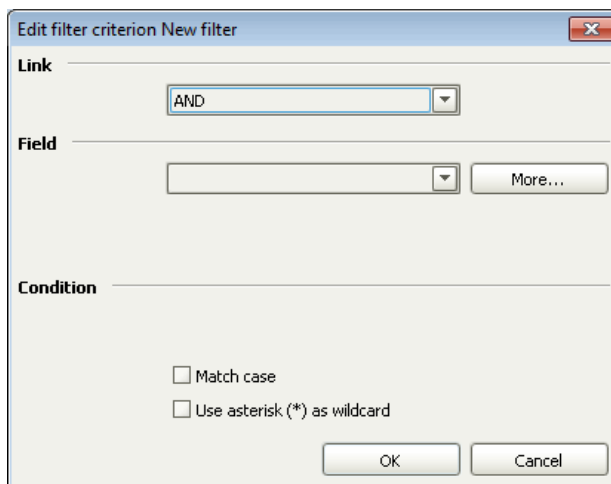 Edit filter criterion New filter
Link
AND
Field
More...
Condition
Match case
Use asterisk (*) as wildcard
OK Cancel